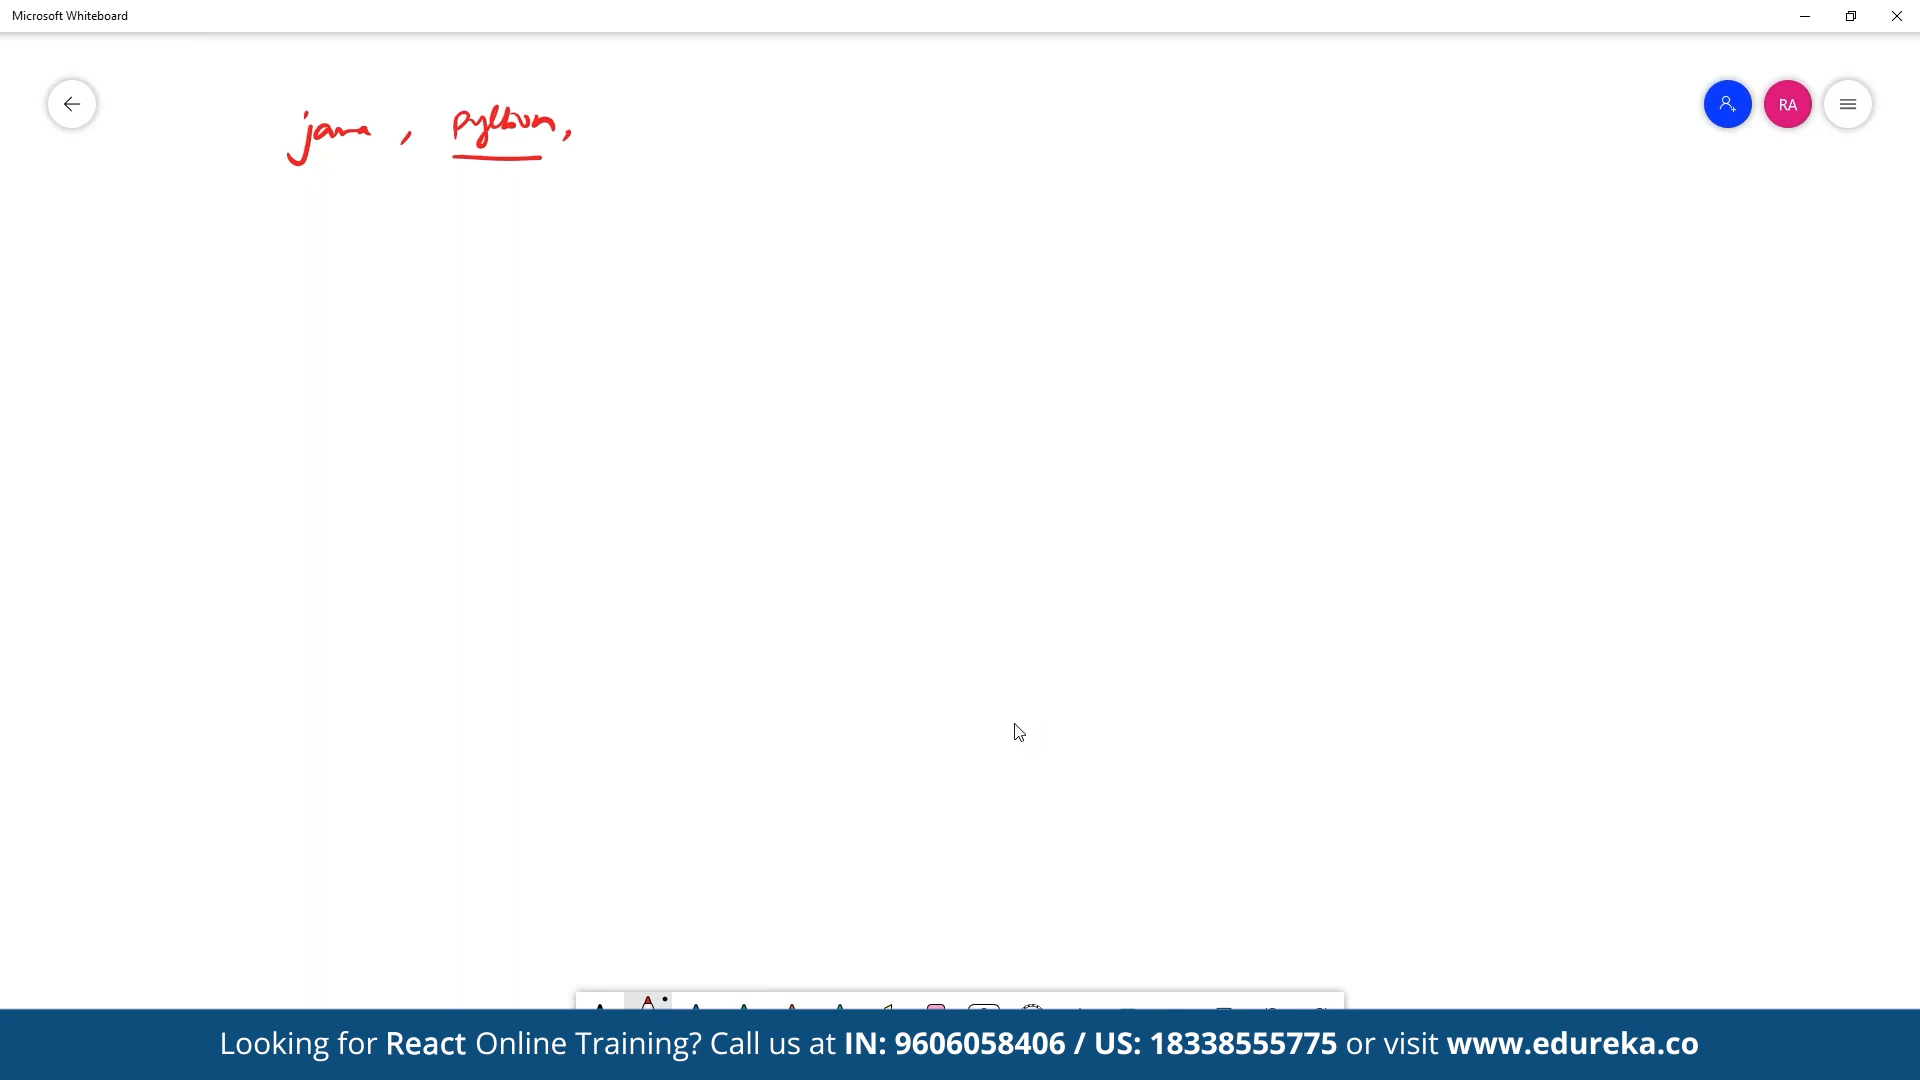 Microsoft Whiteboard
RA
java , python,
Looking for React Online Training? Call us at IN: 9606058406 / US: 18338555775 or visit www.edureka.co